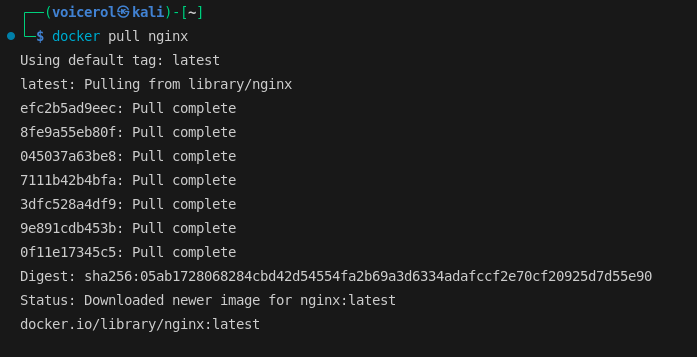 ┌──(voicerol㉿kali)-[~]
└─$ docker pull nginx
Using default tag: latest
latest: Pulling from library/nginx
efc2b5ad9eec: Pull complete
8fe9a55eb80f: Pull complete
045037a63be8: Pull complete
7111b42b4bfa: Pull complete
3dfc528a4df9: Pull complete
9e891cdb453b: Pull complete
0f11e17345c5: Pull complete
Digest: sha256:05ab1728068284cbd42d54554fa2b69a3d6334adafccf2e70cf20925d7d55e90
Status: Downloaded newer image for nginx:latest
docker.io/library/nginx:latest